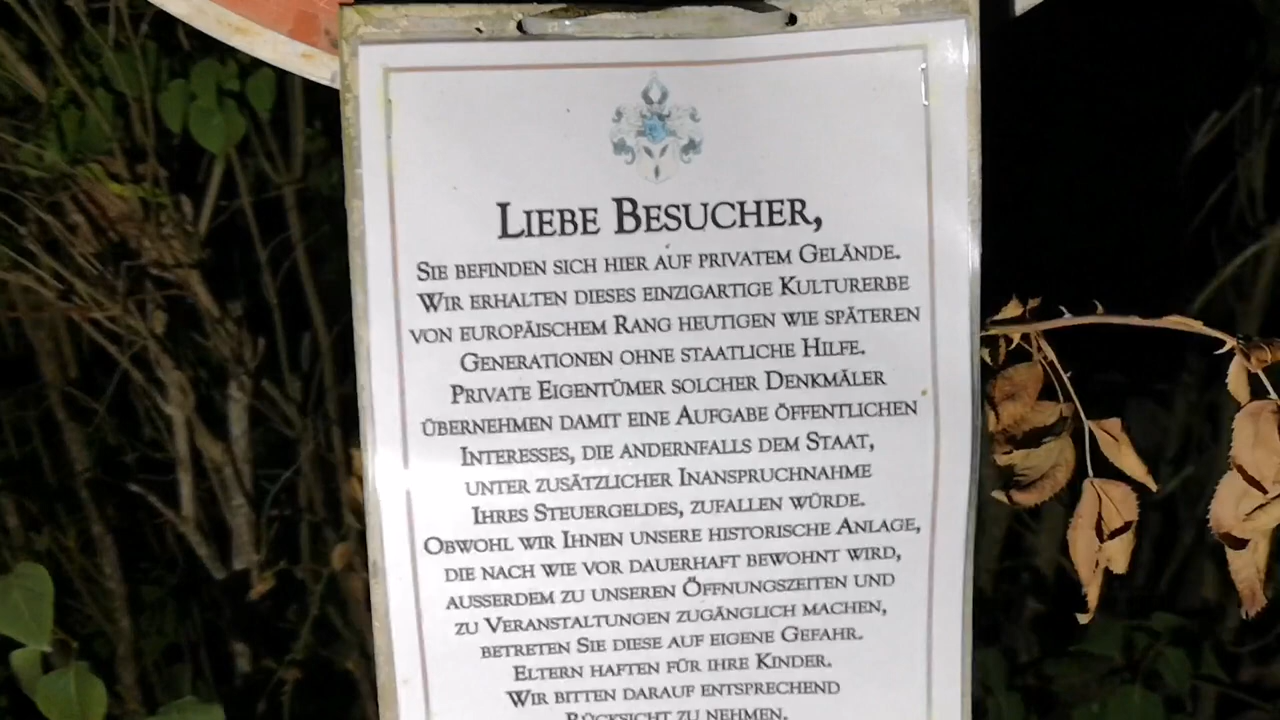 LIEBE BESUCHER,
SIE BEFINDEN SICH HIER AUF PRIVATEM GELÄNDE.
WIR ERHALTEN DIESES EINZIGARTIGE KULTURERBE
VON EUROPÄISCHEM RANG HEUTIGEN WIE SPÄTEREN
GENERATIONEN OHNE STAATLICHE HILFE.
PRIVATE EIGENTÜMER SOLCHER DENKMÄLER
ÜBERNEHMEN DAMIT EINE AUFGABE ÖFFENTLICHEN
INTERESSES, DIE ANDERNFALLS DEM STAAT,
UNTER ZUSÄTZLICHER INANSPRUCHNAHME
IHRES STEUERGELDES, ZUFALLEN WÜRDE.
OBWOHL WIR IHNEN UNSERE HISTORISCHE ANLAGE,
DIE NACH WIE VOR DAUERHAFT BEWOHNT WIRD,
AUSSERDEM ZU UNSEREN ÖFFNUNGSZEITEN UND
ZU VERANSTALTUNGEN ZUGÄNGLICH MACHEN,
BETRETEN SIE DIESE AUF EIGENE GEFAHR.
ELTERN HAFTEN FÜR IHRE KINDER.
WIR BITTEN DARAUF ENTSPRECHEND
RÜCKSICHT ZU NEHMEN.